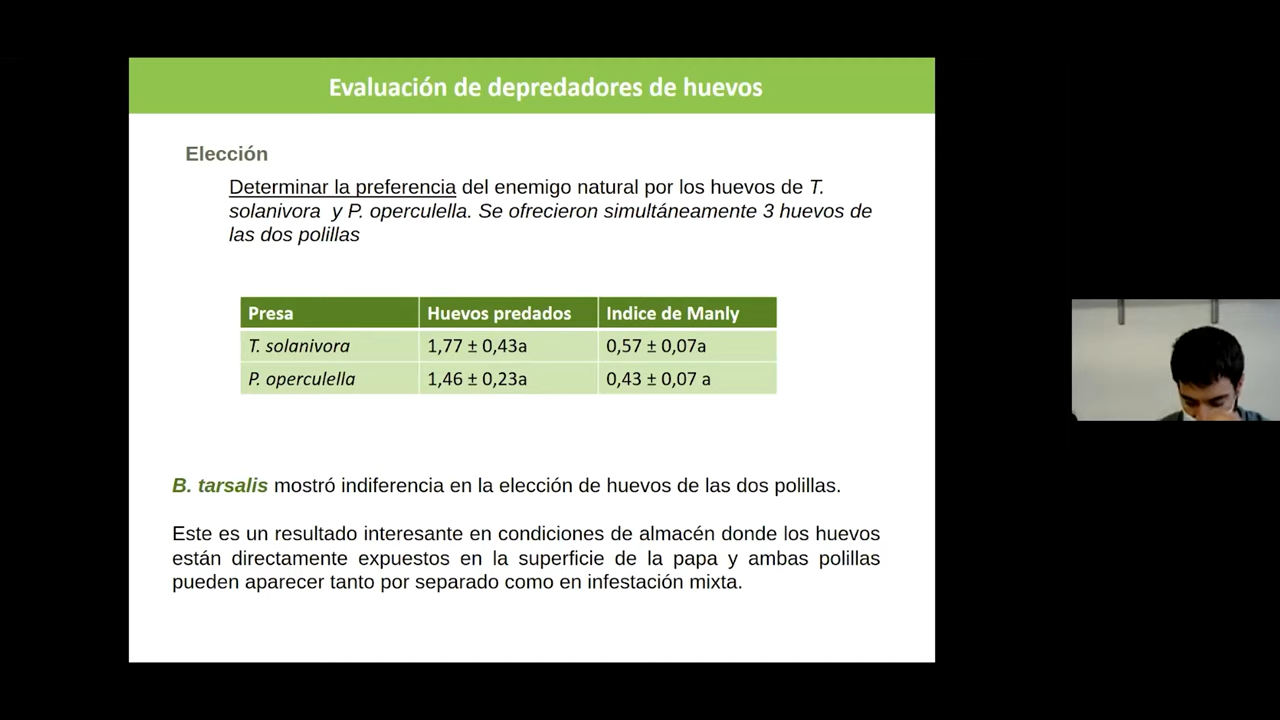 Evaluación de depredadores de huevos
Elección
Determinar la preferencia del enemigo natural por los huevos de T.
solanivora y P. operculella. Se ofrecieron simultáneamente 3 huevos de
las dos polillas
Presa Huevos predados Indice de Manly
T. solanivora 1,77 ± 0,43a 0,57 ± 0,07a
P. operculella 1,46 ± 0,23a 0,43 ± 0,07 a
B. tarsalis mostró indiferencia en la elección de huevos de las dos polillas.
Este es un resultado interesante en condiciones de almacén donde los huevos
están directamente expuestos en la superficie de la papa y ambas polillas
pueden aparecer tanto por separado como en infestación mixta.